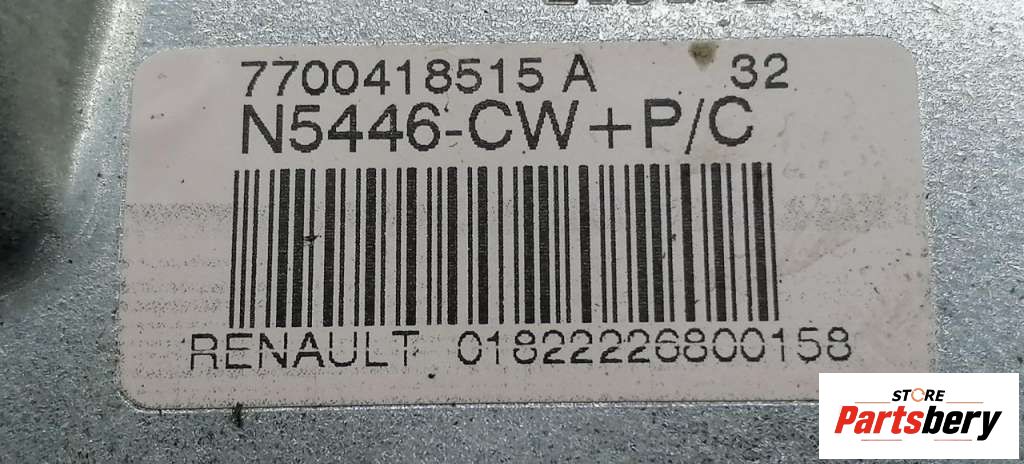 7700418515 A 32
N5446-CW+P/C
RENAULT 01822226800158
STORE
Partsbery